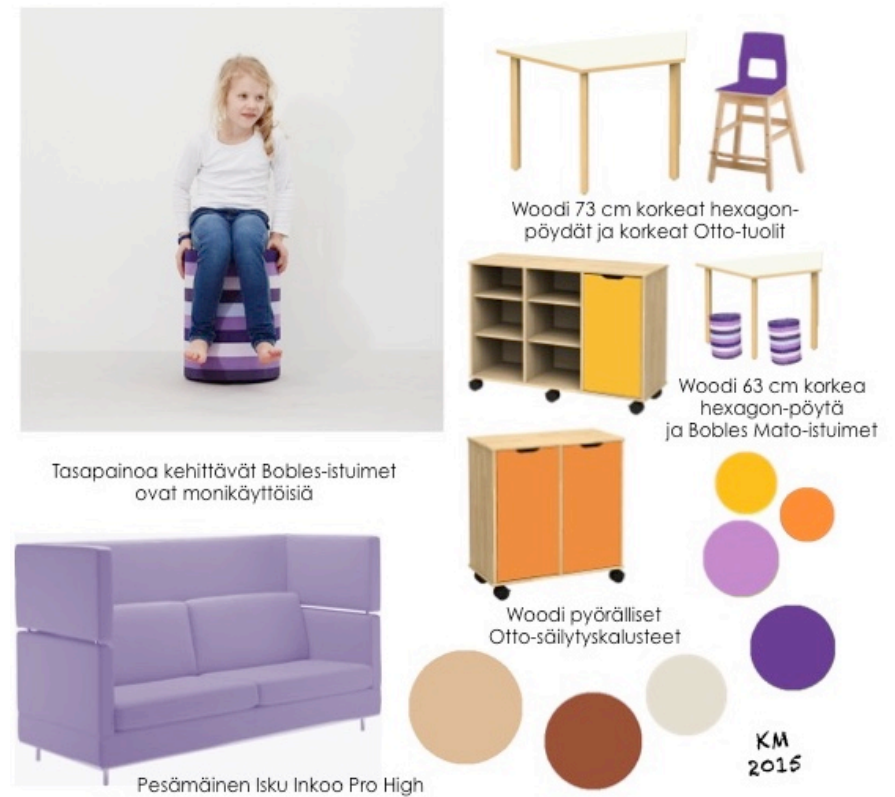 Woodi 73 cm korkeat hexagon-
pöydät ja korkeat Otto-tuolit
Woodi 63 cm korkea
hexagon-pöytä
ja Bobles Mato-istuimet
Tasapainoa kehittävät Bobles-istuimet
ovat monikäyttöisiä
Woodi pyörälliset
Otto-säilytyskalusteet
Pesämäinen Isku Inkoo Pro High
KM
2015